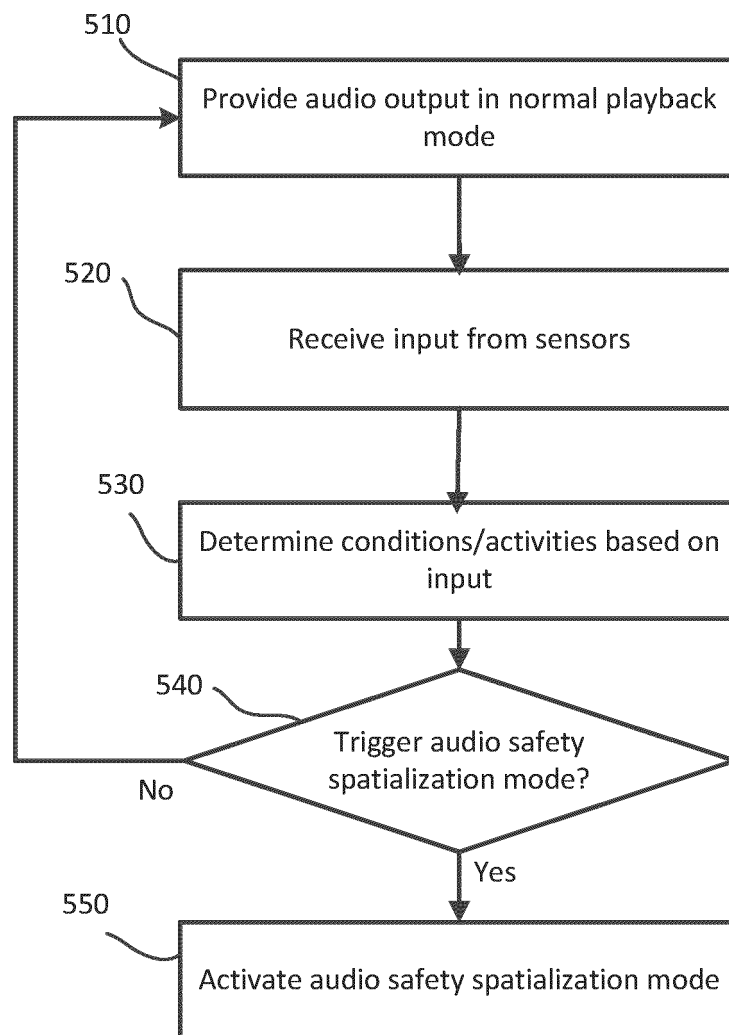 510
Provide audio output in normal playback
mode
520
Receive input from sensors
530
Determine conditions/activities based on
input
540
Trigger audio safety
spatialization mode?
No
Yes
550
Activate audio safety spatialization mode